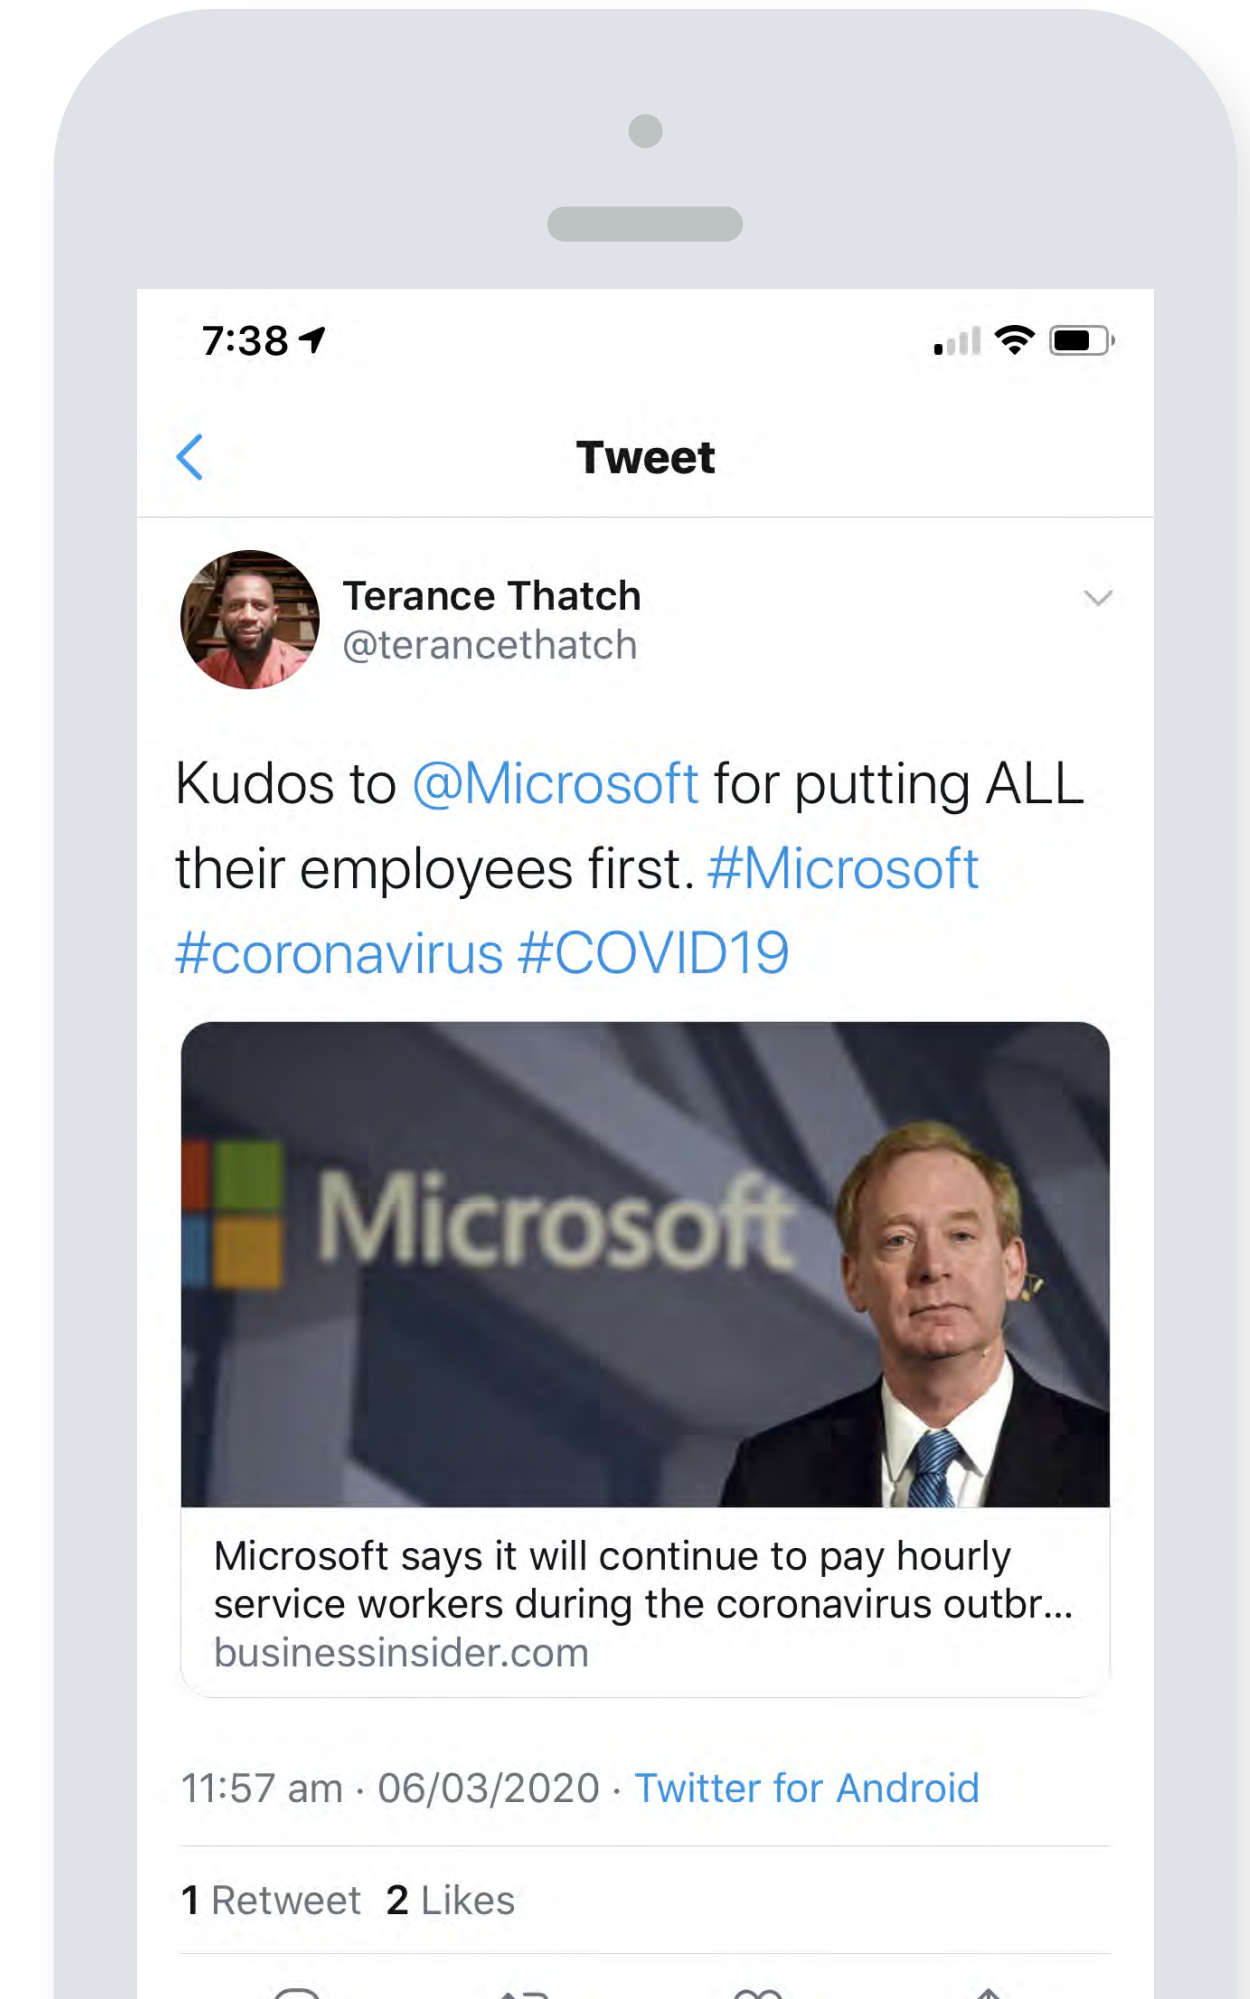 7:38
Tweet
Terance Thatch
@terancethatch
Kudos to @Microsoft for putting ALL
their employees first. #Microsoft
#coronavirus #COVID19
Microsoft
Microsoft says it will continue to pay hourly
service workers during the coronavirus outbr...
businessinsider.com
11:57 am · 06/03/2020 · Twitter for Android
1 Retweet 2 Likes